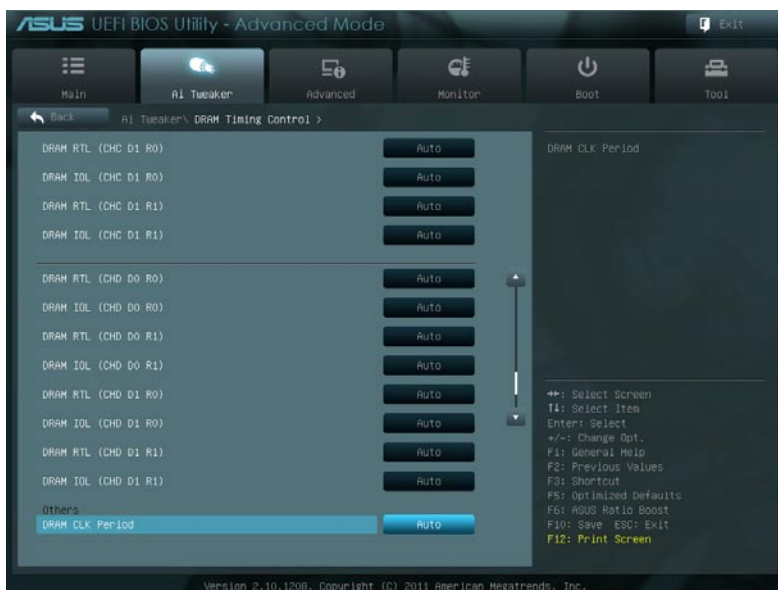 ASUS UEFI BIOS Utility - Advanced Mode
Exit
Main
Ai Tweaker
Advanced
Monitor
Boot
Tool
Back
Ai Tweaker\ DRAM Timing Control >
DRAM RTL (CHC D1 R0) Auto
DRAM IOL (CHC D1 R0) Auto
DRAM RTL (CHC D1 R1) Auto
DRAM IOL (CHC D1 R1) Auto
DRAM RTL (CHD D0 R0) Auto
DRAM IOL (CHD D0 R0) Auto
DRAM RTL (CHD D0 R1) Auto
DRAM IOL (CHD D0 R1) Auto
DRAM RTL (CHD D1 R0) Auto
DRAM IOL (CHD D1 R0) Auto
DRAM RTL (CHD D1 R1) Auto
DRAM IOL (CHD D1 R1) Auto
Others
DRAM CLK Period Auto
DRAM CLK Period
→←: Select Screen
↑↓: Select Item
Enter: Select
+/-: Change Opt.
F1: General Help
F2: Previous Values
F3: Shortcut
F5: Optimized Defaults
F6: ASUS Ratio Boost
F10: Save ESC: Exit
F12: Print Screen
Version 2.10.1208. Copyright (C) 2011 American Megatrends, Inc.